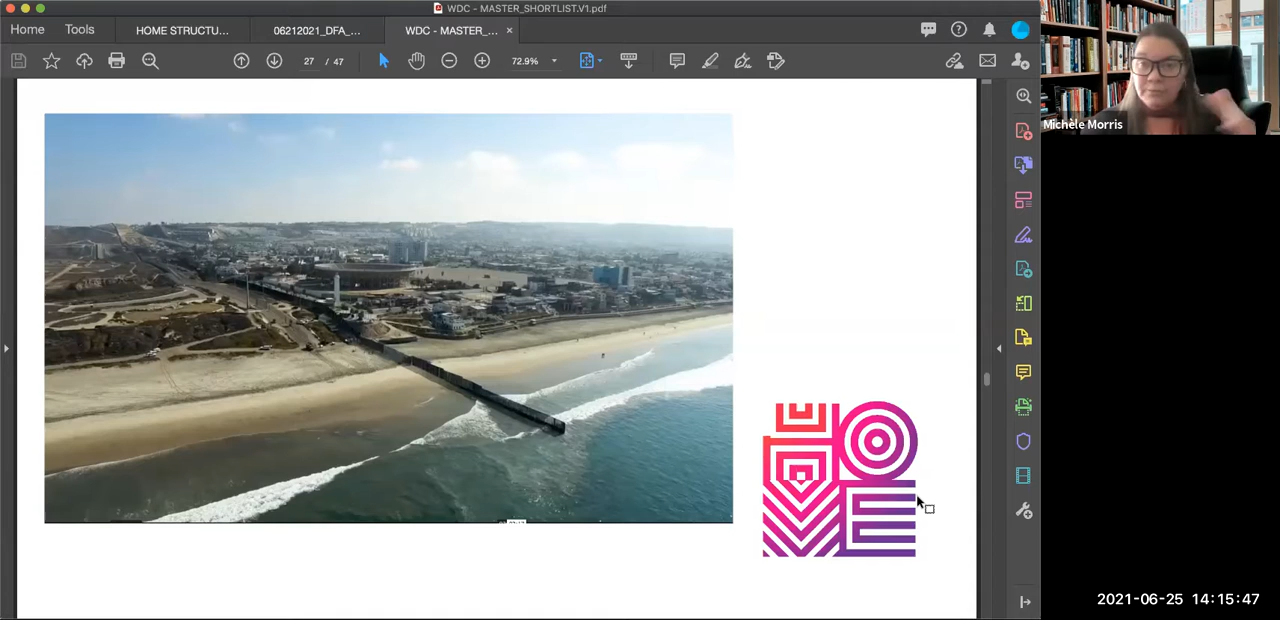 WDC - MASTER_SHORTLIST.V1.pdf
Home Tools HOME STRUCTU... 06212021_DFA_... WDC - MASTER_... ×
27 / 47 72.9%
Michèle Morris
HOME
2021-06-25 14:15:47